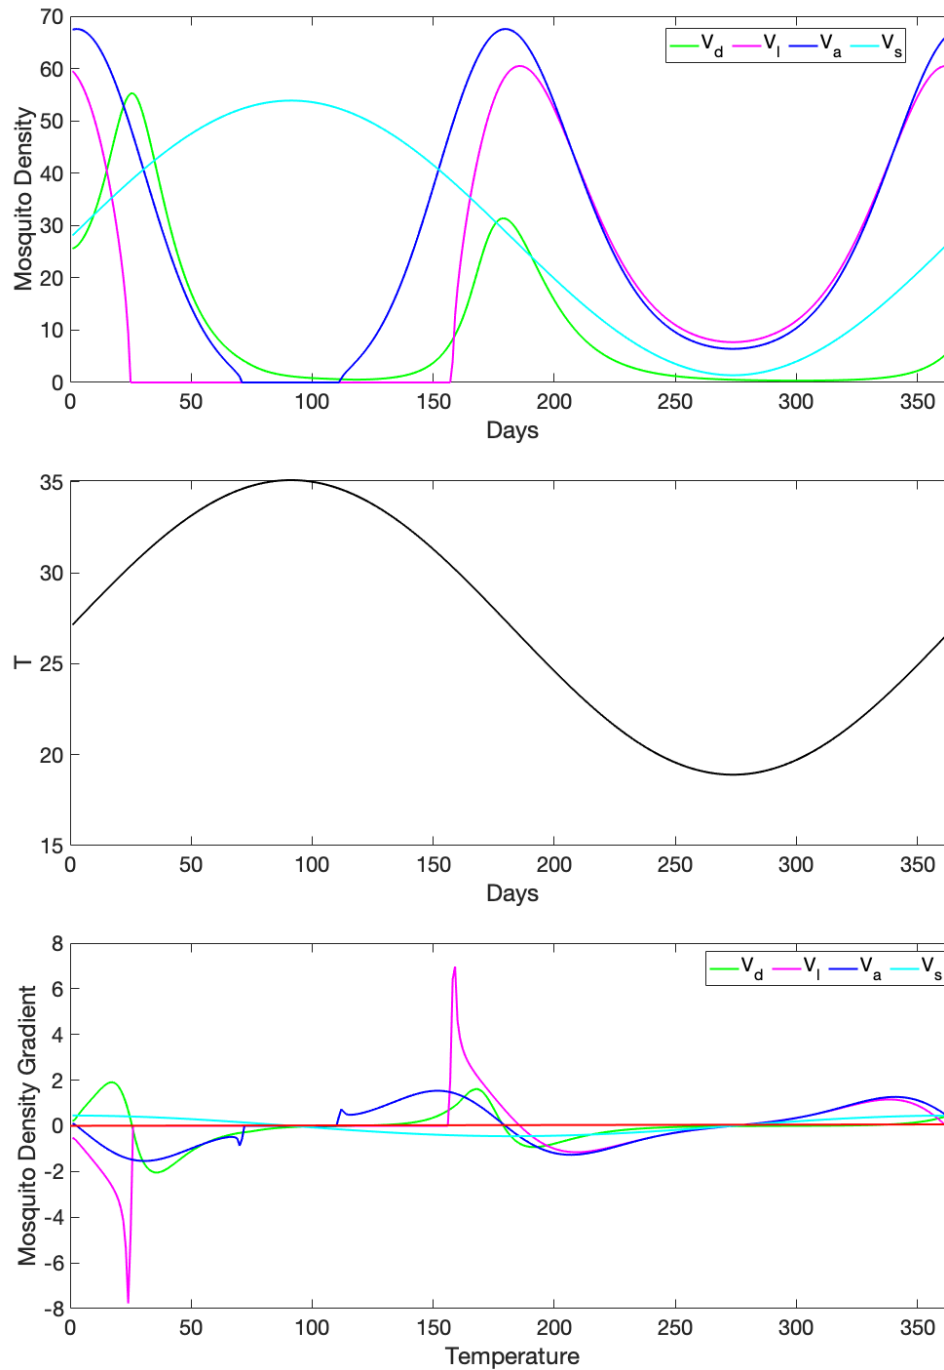 70
60
50
40
30
20
10
0
Mosquito Density
V_d V_l V_a V_s
0 50 100 150 200 250 300 350
Days
35
30
25
20
15
T
0 50 100 150 200 250 300 350
Days
8
6
4
2
0
-2
-4
-6
-8
Mosquito Density Gradient
V_d V_l V_a V_s
0 50 100 150 200 250 300 350
Temperature